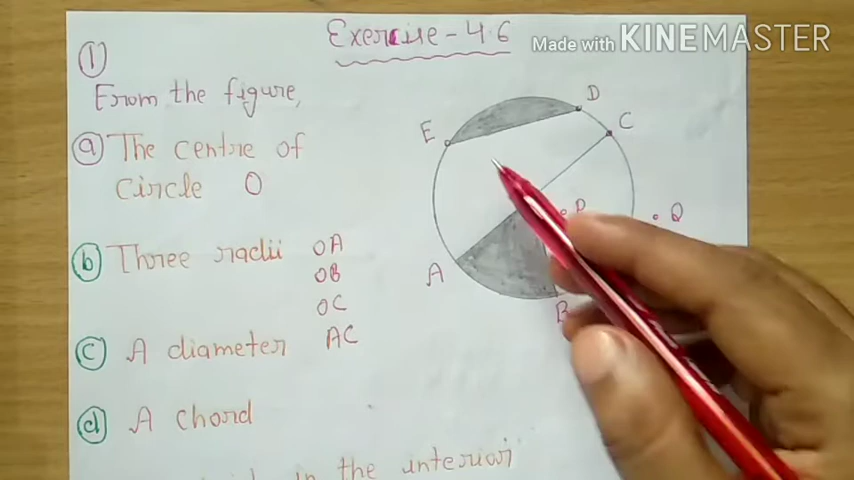 Exercise - 4.6
Made with KINEMASTER
1
From the figure,
a The centre of
circle O
b Three radii OA
OB
OC
c A diameter AC
d A chord
in the interior
E
D
C
P
Q
A
B